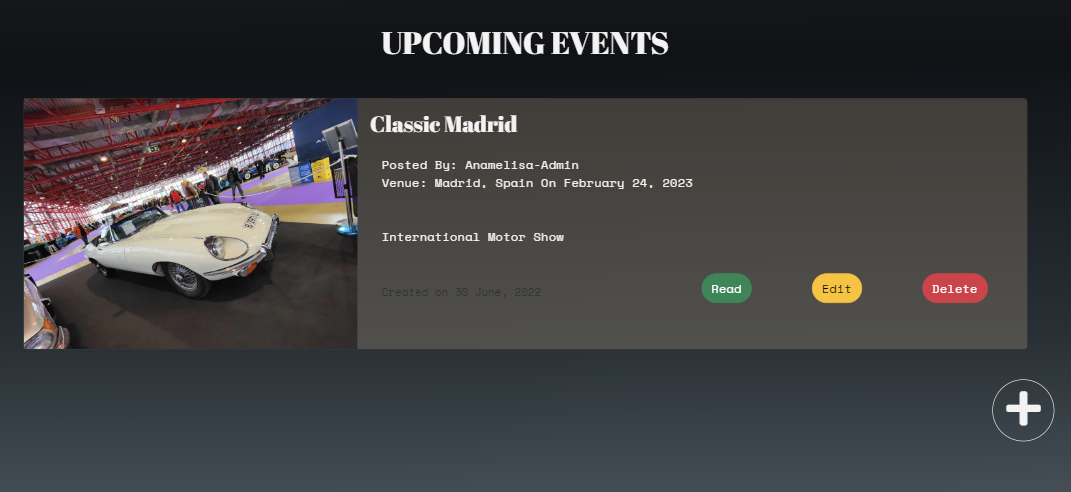 UPCOMING EVENTS
Classic Madrid
Posted By: Anamelisa-Admin
Venue: Madrid, Spain On February 24, 2023
International Motor Show
Created on 30 June, 2022
Read
Edit
Delete